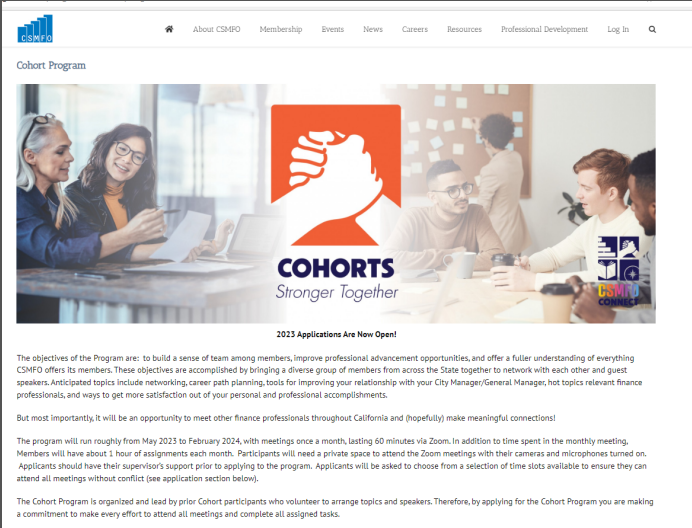 CSMFO
About CSMFO Membership Events News Careers Resources Professional Development Log In
Cohort Program
COHORTS
Stronger Together
CSMFO
CONNECT
2023 Applications Are Now Open!
The objectives of the Program are: to build a sense of team among members, improve professional advancement opportunities, and offer a fuller understanding of everything
CSMFO offers its members. These objectives are accomplished by bringing a diverse group of members from across the State together to network with each other and guest
speakers. Anticipated topics include networking, career path planning, tools for improving your relationship with your City Manager/General Manager, hot topics relevant finance
professionals, and ways to get more satisfaction out of your personal and professional accomplishments.
But most importantly, it will be an opportunity to meet other finance professionals throughout California and (hopefully) make meaningful connections!
The program will run roughly from May 2023 to February 2024, with meetings once a month, lasting 60 minutes via Zoom. In addition to time spent in the monthly meeting,
Members will have about 1 hour of assignments each month. Participants will need a private space to attend the Zoom meetings with their cameras and microphones turned on.
Applicants should have their supervisor's support prior to applying to the program. Applicants will be asked to choose from a selection of time slots available to ensure they can
attend all meetings without conflict (see application section below).
The Cohort Program is organized and lead by prior Cohort participants who volunteer to arrange topics and speakers. Therefore, by applying for the Cohort Program you are making
a commitment to make every effort to attend all meetings and complete all assigned tasks.